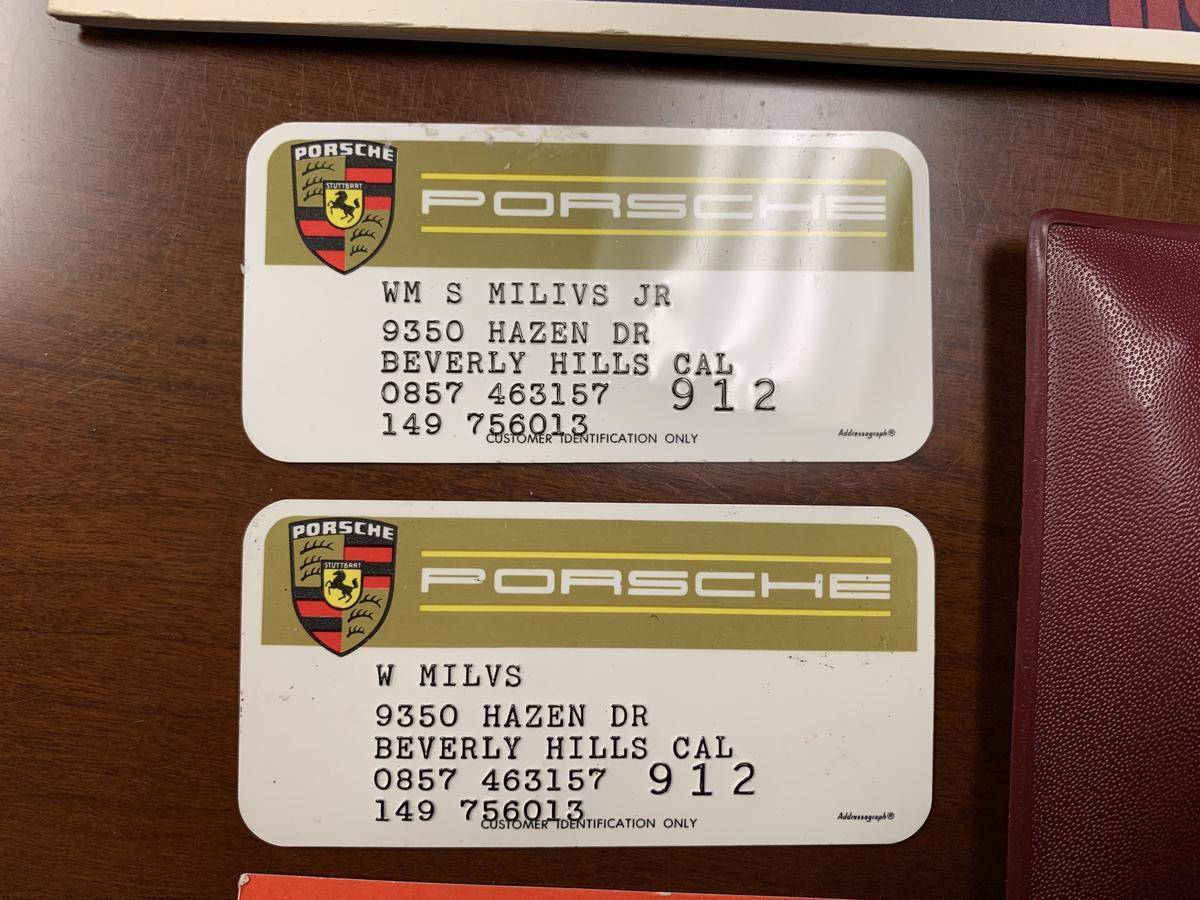 PORSCHE
STUTTGART
PORSCHE
WM S MILIVS JR
9350 HAZEN DR
BEVERLY HILLS CAL
0857 463157 912
149 756013
CUSTOMER IDENTIFICATION ONLY
Addressograph®
PORSCHE
STUTTGART
PORSCHE
W MILVS
9350 HAZEN DR
BEVERLY HILLS CAL
0857 463157 912
149 756013
CUSTOMER IDENTIFICATION ONLY
Addressograph®